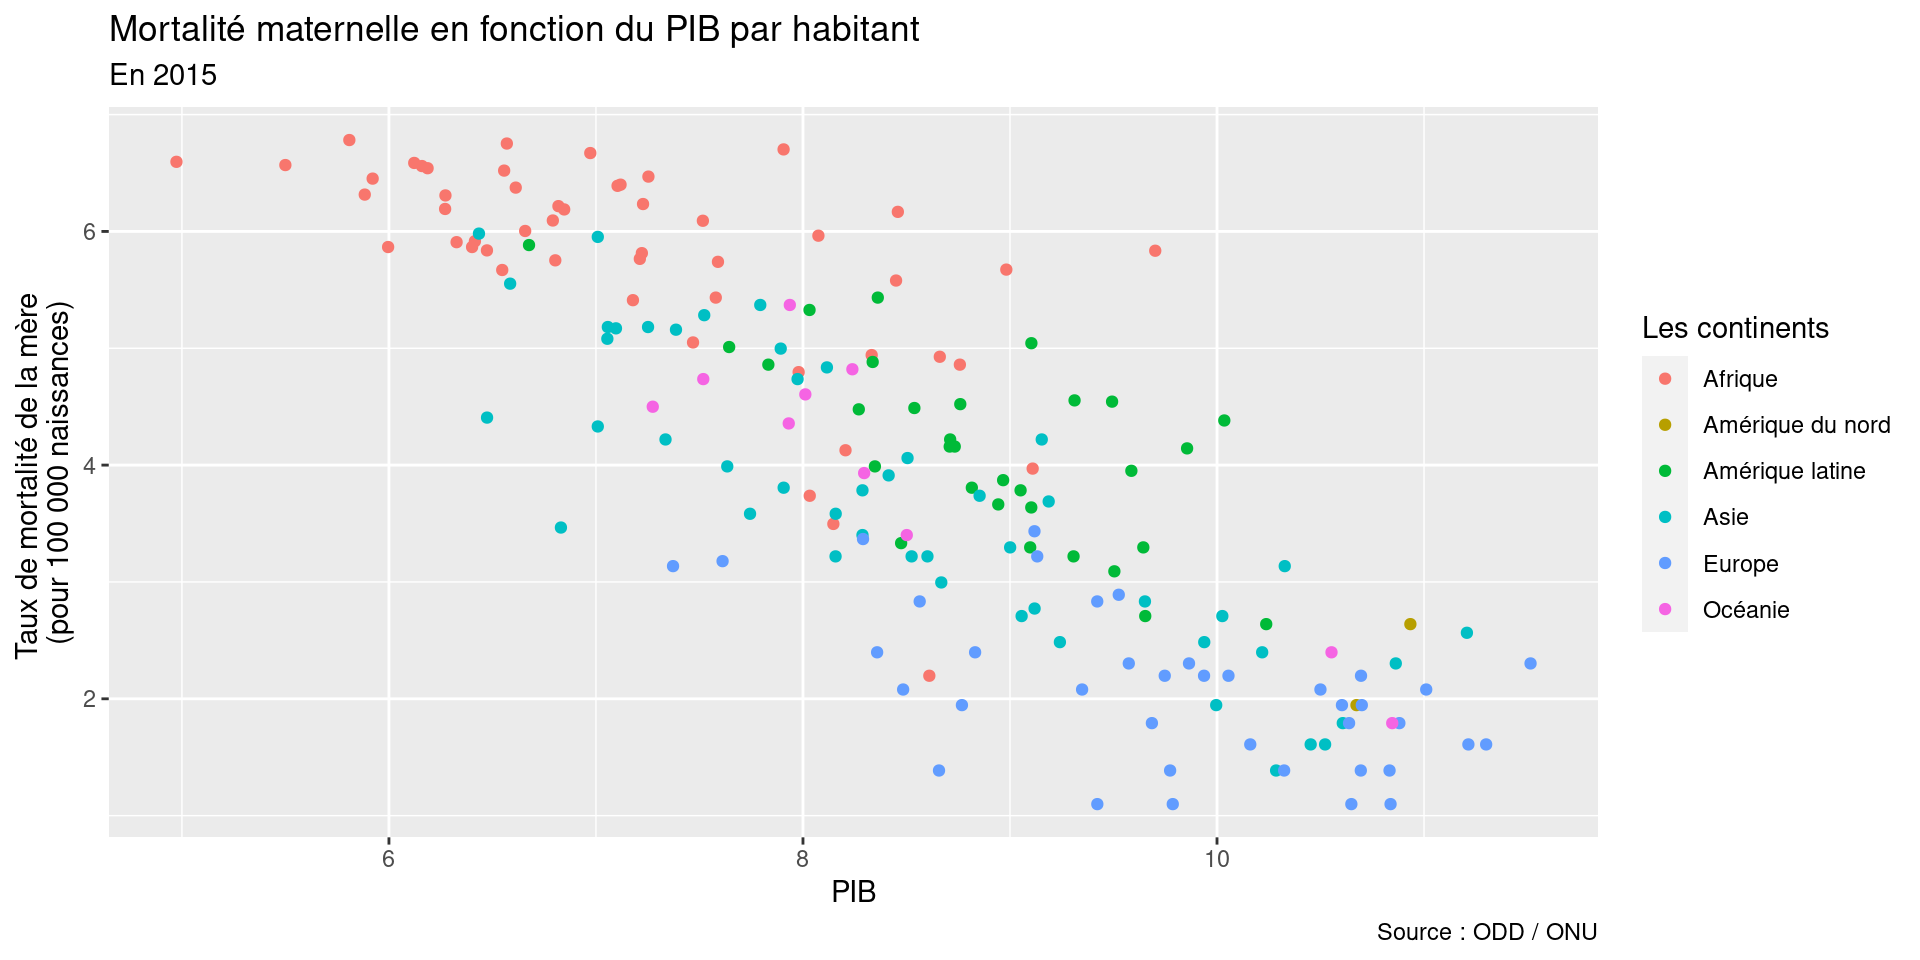 Mortalité maternelle en fonction du PIB par habitant
En 2015
Taux de mortalité de la mère
(pour 100 000 naissances)
6
4
2
6
8
10
PIB
Les continents
Afrique
Amérique du nord
Amérique latine
Asie
Europe
Océanie
Source : ODD / ONU